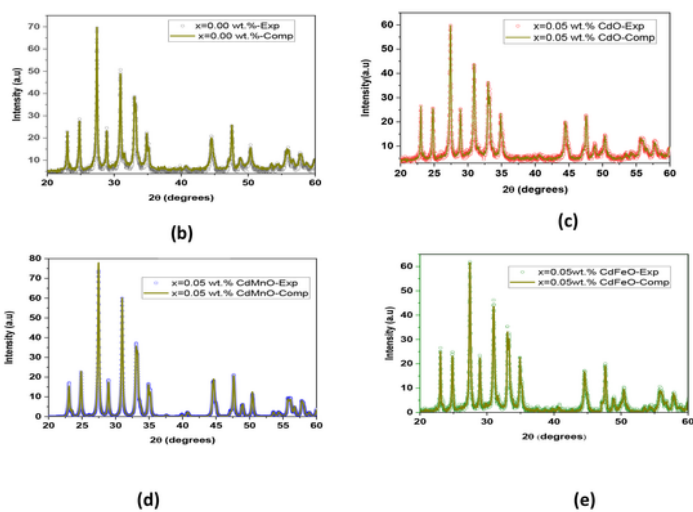 x=0.00 wt.%-Exp
x=0.00 wt.%-Comp
Intensity (a.u)
80
70
60
50
40
30
20
10
20 25 30 35 40 45 50 55 60
2θ (degrees)
(b)
x=0.05 wt.% CdO-Exp
x=0.05 wt.% CdO-Comp
Intensity(a.u)
60
50
40
30
20
10
20 25 30 35 40 45 50 55 60
2θ (degrees)
(c)
x=0.05 wt.% CdMnO-Exp
x=0.05 wt.% CdMnO-Comp
Intensity (a.u)
80
70
60
50
40
30
20
10
0
20 25 30 35 40 45 50 55 60
2θ (degrees)
(d)
x=0.05wt.% CdFeO-Exp
x=0.05wt.% CdFeO-Comp
Intensity (a.u)
60
50
40
30
20
10
0
20 30 40 50 60
2θ (degrees)
(e)